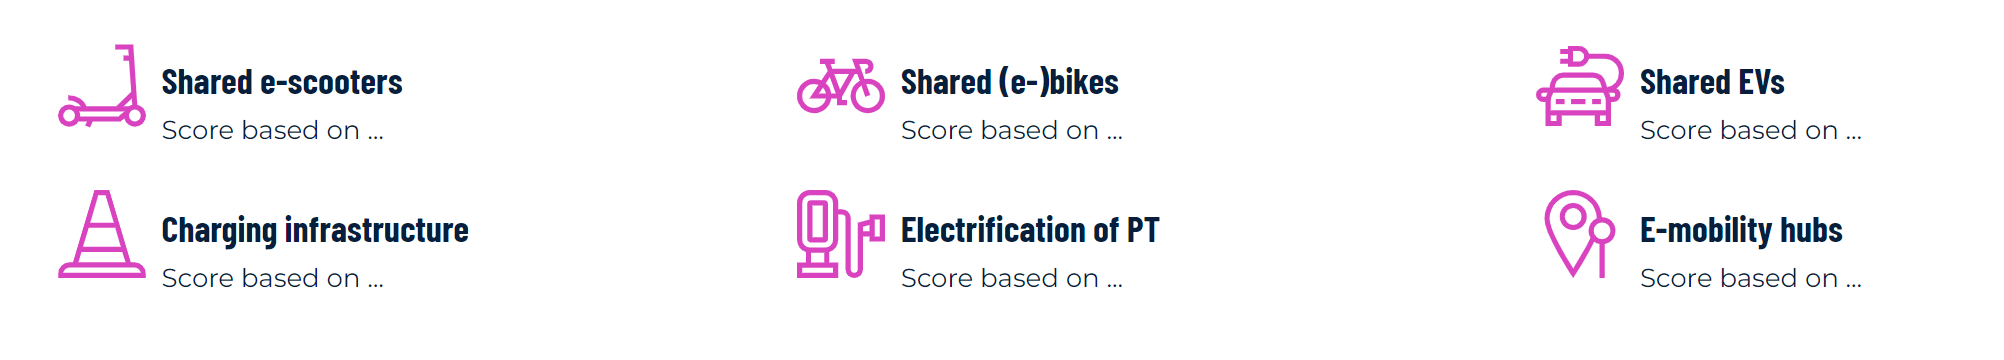 Shared e-scooters
Score based on ...
Shared (e-)bikes
Score based on ...
Shared EVs
Score based on ...
Charging infrastructure
Score based on ...
Electrification of PT
Score based on ...
E-mobility hubs
Score based on ...